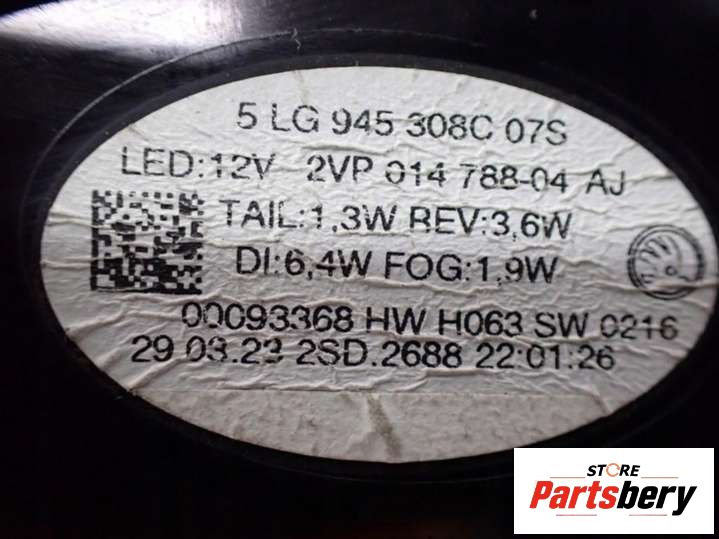 5 LG 945 308C 07S
LED:12V 2VP 014 788-04 AJ
TAIL:1,3W REV:3,6W
DI:6,4W FOG:1,9W
00093368 HW H063 SW 0216
29 03.23 2SD.2688 22:01:26
STORE
Partsbery